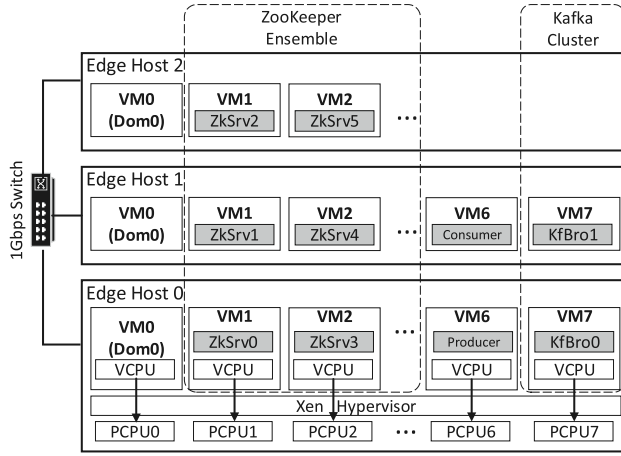 ZooKeeper
Ensemble
Kafka
Cluster
1Gbps Switch
Edge Host 2
VM0
(Dom0)
VM1
ZkSrv2
VM2
ZkSrv5
...
Edge Host 1
VM0
(Dom0)
VM1
ZkSrv1
VM2
ZkSrv4
...
VM6
Consumer
VM7
KfBro1
Edge Host 0
VM0
(Dom0)
VCPU
VM1
ZkSrv0
VCPU
VM2
ZkSrv3
VCPU
...
VM6
Producer
VCPU
VM7
KfBro0
VCPU
Xen Hypervisor
PCPU0
PCPU1
PCPU2
...
PCPU6
PCPU7